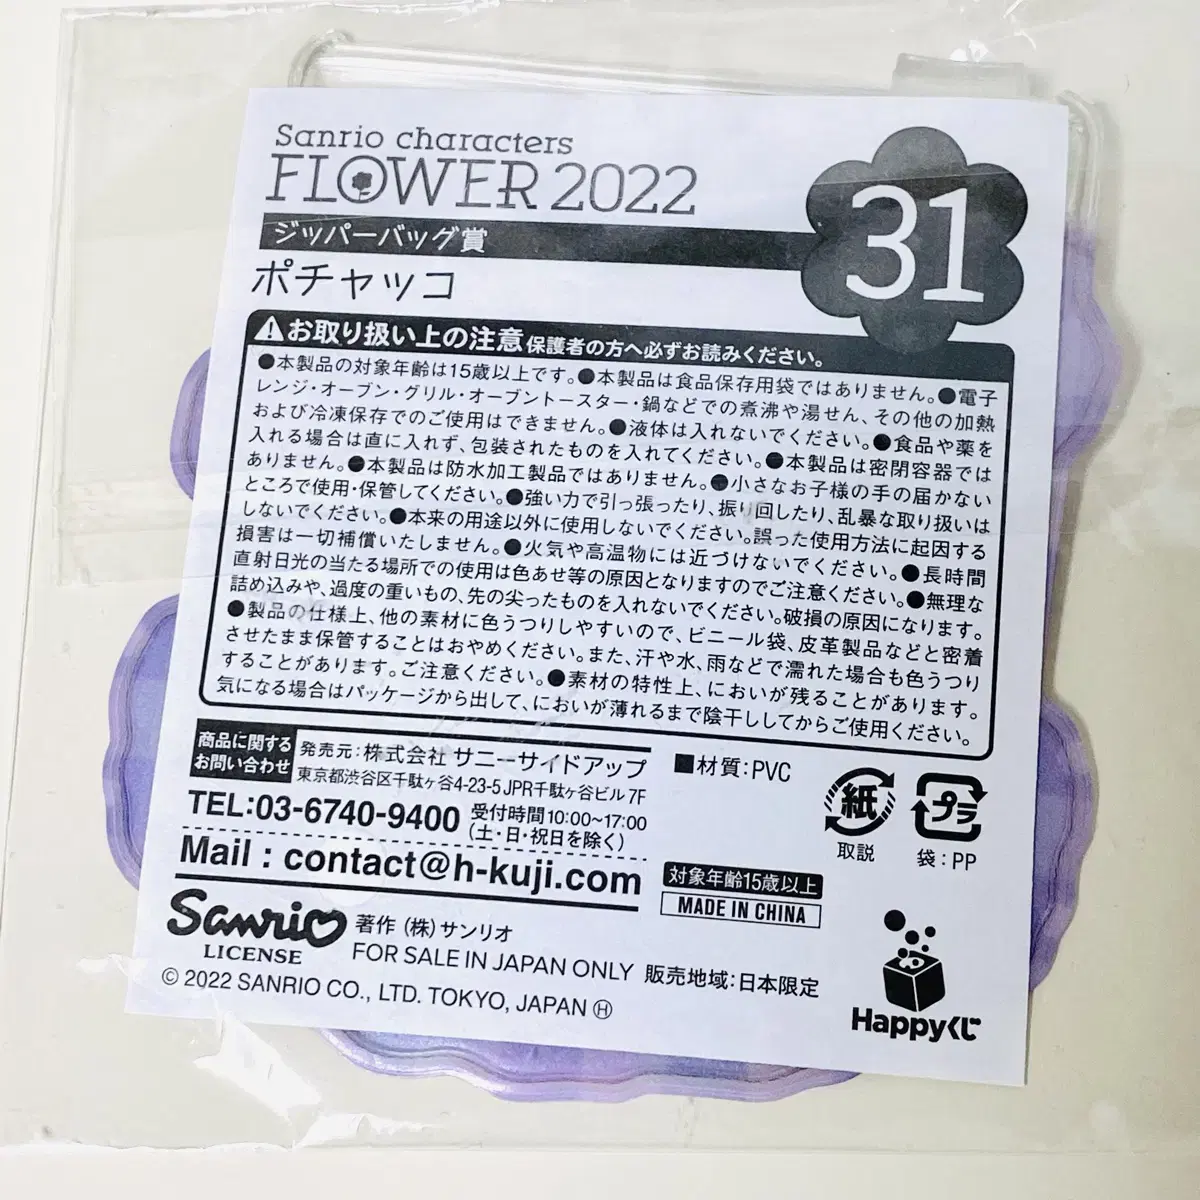 Sanrio characters
FLOWER 2022
31
ジッパーバッグ賞
ポチャッコ
お取り扱い上の注意 保護者の方へ必ずお読みください。
●本製品の対象年齢は15歳以上です。●本製品は食品保存用袋ではありません。●電子
レンジ・オーブン・グリル・オーブントースター・鍋などでの煮沸や湯せん、その他の加熱
および冷凍保存でのご使用はできません。●液体は入れないでください。●食品や薬を
入れる場合は直に入れず、包装されたものを入れてください。●本製品は密閉容器では
ありません。●本製品は防水加工製品ではありません。●小さなお子様の手の届かない
ところで使用・保管してください。●強い力で引っ張ったり、振り回したり、乱暴な取り扱いは
しないでください。●本来の用途以外に使用しないでください。誤った使用方法に起因する
損害は一切補償いたしません。●火気や高温物には近づけないでください。●長時間
直射日光の当たる場所での使用は色あせ等の原因となりますのでご注意ください。●無理な
詰め込みや、過度の重いもの、先の尖ったものを入れないでください。破損の原因になります。
●製品の仕様上、他の素材に色うつりしやすいので、ビニール袋、皮革製品などと密着
させたまま保管することはおやめください。また、汗や水、雨などで濡れた場合も色うつり
することがあります。ご注意ください。●素材の特性上、においが残ることがあります。
気になる場合はパッケージから出して、においが薄れるまで陰干ししてからご使用ください。
商品に関する
お問い合わせ
発売元:株式会社 サニーサイドアップ
東京都渋谷区千駄ヶ谷4-23-5 JPR千駄ヶ谷ビル 7F
TEL:03-6740-9400 受付時間10:00~17:00
(土・日・祝日を除く)
Mail : contact@h-kuji.com
■材質:PVC
紙
取説
プラ
袋:PP
対象年齢15歳以上
MADE IN CHINA
Sanrio
LICENSE
著作 (株)サンリオ
FOR SALE IN JAPAN ONLY 販売地域:日本限定
© 2022 SANRIO CO., LTD. TOKYO, JAPAN Ⓗ
Happyくじ